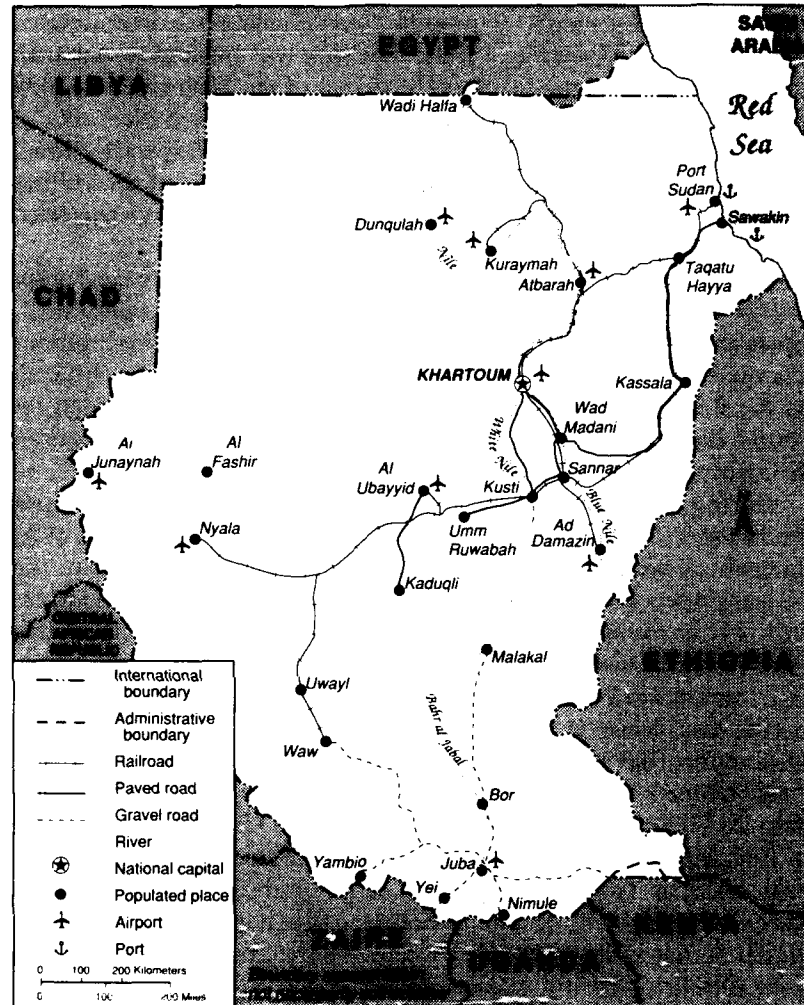 SAUDI
ARABIA
EGYPT
LIBYA
Wadi Halfa
Red
Sea
Port
Sudan
Sawakin
Dunqulah
Nile
Kuraymah
Atbarah
Taqatu
Hayya
CHAD
KHARTOUM
Kassala
Wad
Madani
White Nile
Al
Junaynah
Al
Fashir
Al
Ubayyid
Sannar
Kusti
Blue Nile
Nyala
Umm
Ruwabah
Ad
Damazin
N
Kaduqli
CENTRAL
AFRICAN
REPUBLIC
Malakal
ETHIOPIA
Uwayl
Bahr al Jabal
Waw
Bor
Yambio
Juba
Yei
Nimule
ZAIRE
UGANDA
KENYA
International
boundary
Administrative
boundary
Railroad
Paved road
Gravel road
River
National capital
Populated place
Airport
Port
0 100 200 Kilometers
0 100 200 Miles